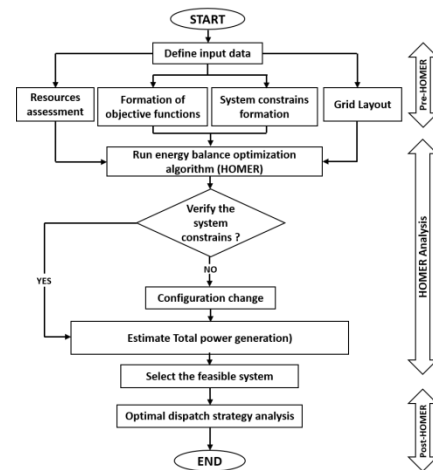 START
Define input data
Resources
assessment
Formation of
objective functions
System constrains
formation
Grid Layout
Pre-HOMER
Run energy balance optimization
algorithm (HOMER)
Verify the
system
constrains ?
YES
NO
HOMER Analysis
Configuration change
Estimate Total power generation)
Select the feasible system
Optimal dispatch strategy analysis
Post-HOMER
END